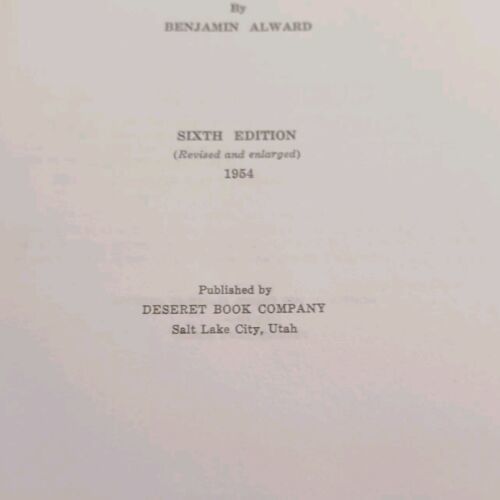 By
BENJAMIN ALWARD
SIXTH EDITION
(Revised and enlarged)
1954
Published by
DESERET BOOK COMPANY
Salt Lake City, Utah